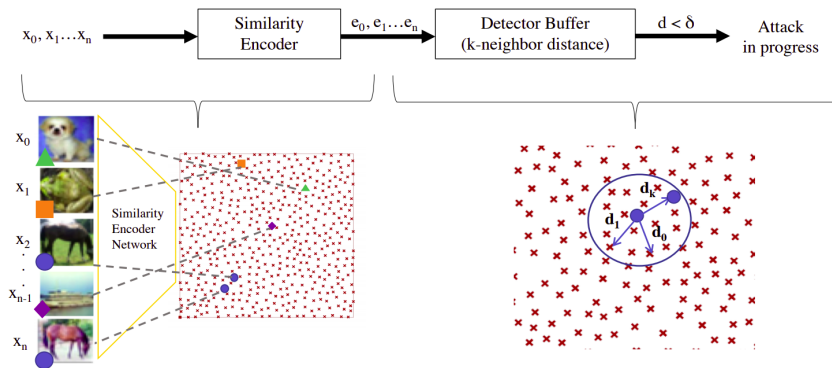 x₀, x₁…xₙ
Similarity
Encoder
e₀, e₁…eₙ
Detector Buffer
(k-neighbor distance)
d < δ
Attack
in progress
x₀
x₁
x₂
.
.
xₙ₋₁
xₙ
Similarity
Encoder
Network
dₖ
d₁
d₀